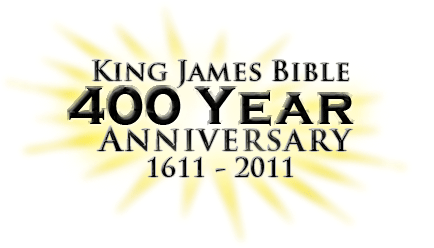 King James Bible
400 Year
Anniversary
1611 - 2011